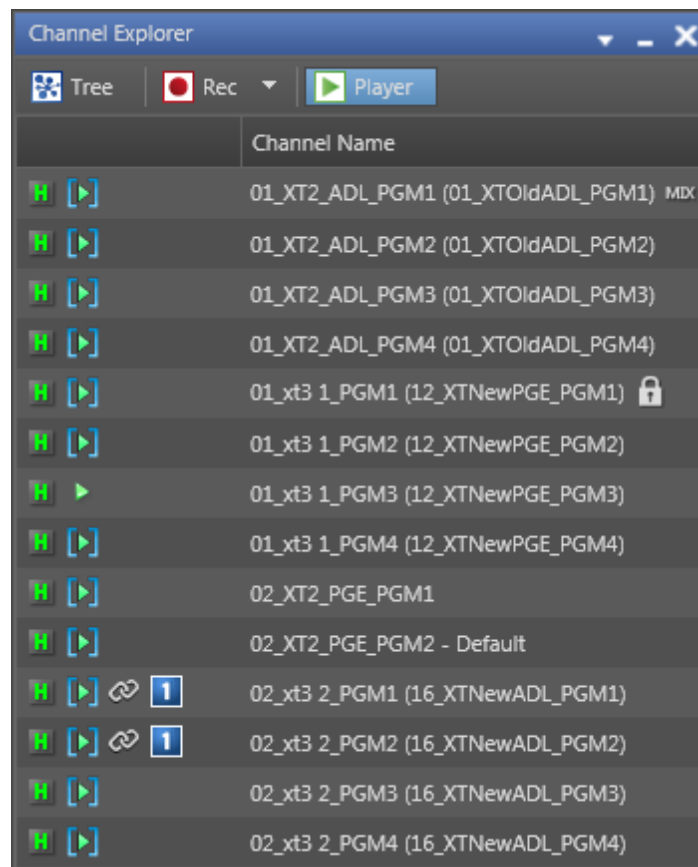 Channel Explorer
Tree Rec Player
Channel Name
H 01_XT2_ADL_PGM1 (01_XTOldADL_PGM1) MIX
H 01_XT2_ADL_PGM2 (01_XTOldADL_PGM2)
H 01_XT2_ADL_PGM3 (01_XTOldADL_PGM3)
H 01_XT2_ADL_PGM4 (01_XTOldADL_PGM4)
H 01_xt3 1_PGM1 (12_XTNewPGE_PGM1)
H 01_xt3 1_PGM2 (12_XTNewPGE_PGM2)
H 01_xt3 1_PGM3 (12_XTNewPGE_PGM3)
H 01_xt3 1_PGM4 (12_XTNewPGE_PGM4)
H 02_XT2_PGE_PGM1
H 02_XT2_PGE_PGM2 - Default
H 1 02_xt3 2_PGM1 (16_XTNewADL_PGM1)
H 1 02_xt3 2_PGM2 (16_XTNewADL_PGM2)
H 02_xt3 2_PGM3 (16_XTNewADL_PGM3)
H 02_xt3 2_PGM4 (16_XTNewADL_PGM4)